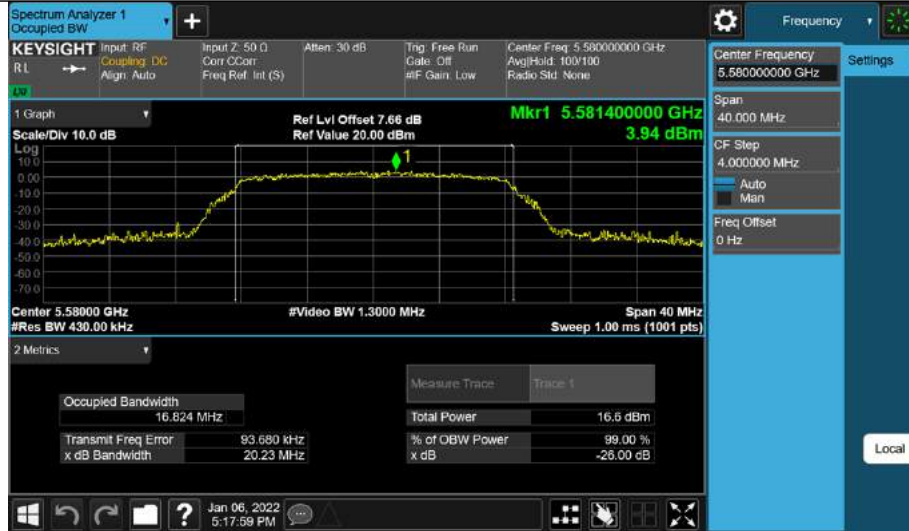 Spectrum Analyzer 1
Occupied BW
+
Frequency
KEYSIGHT
RL
Input: RF
Coupling: DC
Align: Auto
Input Z: 50 Ω
Corr CCorr
Freq Ref: Int (S)
Atten: 30 dB
Trig: Free Run
Gate: Off
#IF Gain: Low
Center Freq: 5.580000000 GHz
Avg|Hold: 100/100
Radio Std: None
Center Frequency
5.580000000 GHz
Settings
Span
40.000 MHz
CF Step
4.000000 MHz
Auto
Man
Freq Offset
0 Hz
Local
1 Graph
Scale/Div 10.0 dB
Ref Lvl Offset 7.66 dB
Ref Value 20.00 dBm
Mkr1 5.581400000 GHz
3.94 dBm
Log
10.0
0.00
-10.0
-20.0
-30.0
-40.0
-50.0
-60.0
-70.0
1
Center 5.58000 GHz
#Res BW 430.00 kHz
#Video BW 1.3000 MHz
Span 40 MHz
Sweep 1.00 ms (1001 pts)
2 Metrics
Measure Trace
Trace 1
Occupied Bandwidth
16.824 MHz
Total Power
16.6 dBm
Transmit Freq Error
93.680 kHz
% of OBW Power
99.00 %
x dB Bandwidth
20.23 MHz
x dB
-26.00 dB
?
Jan 06, 2022
5:17:59 PM